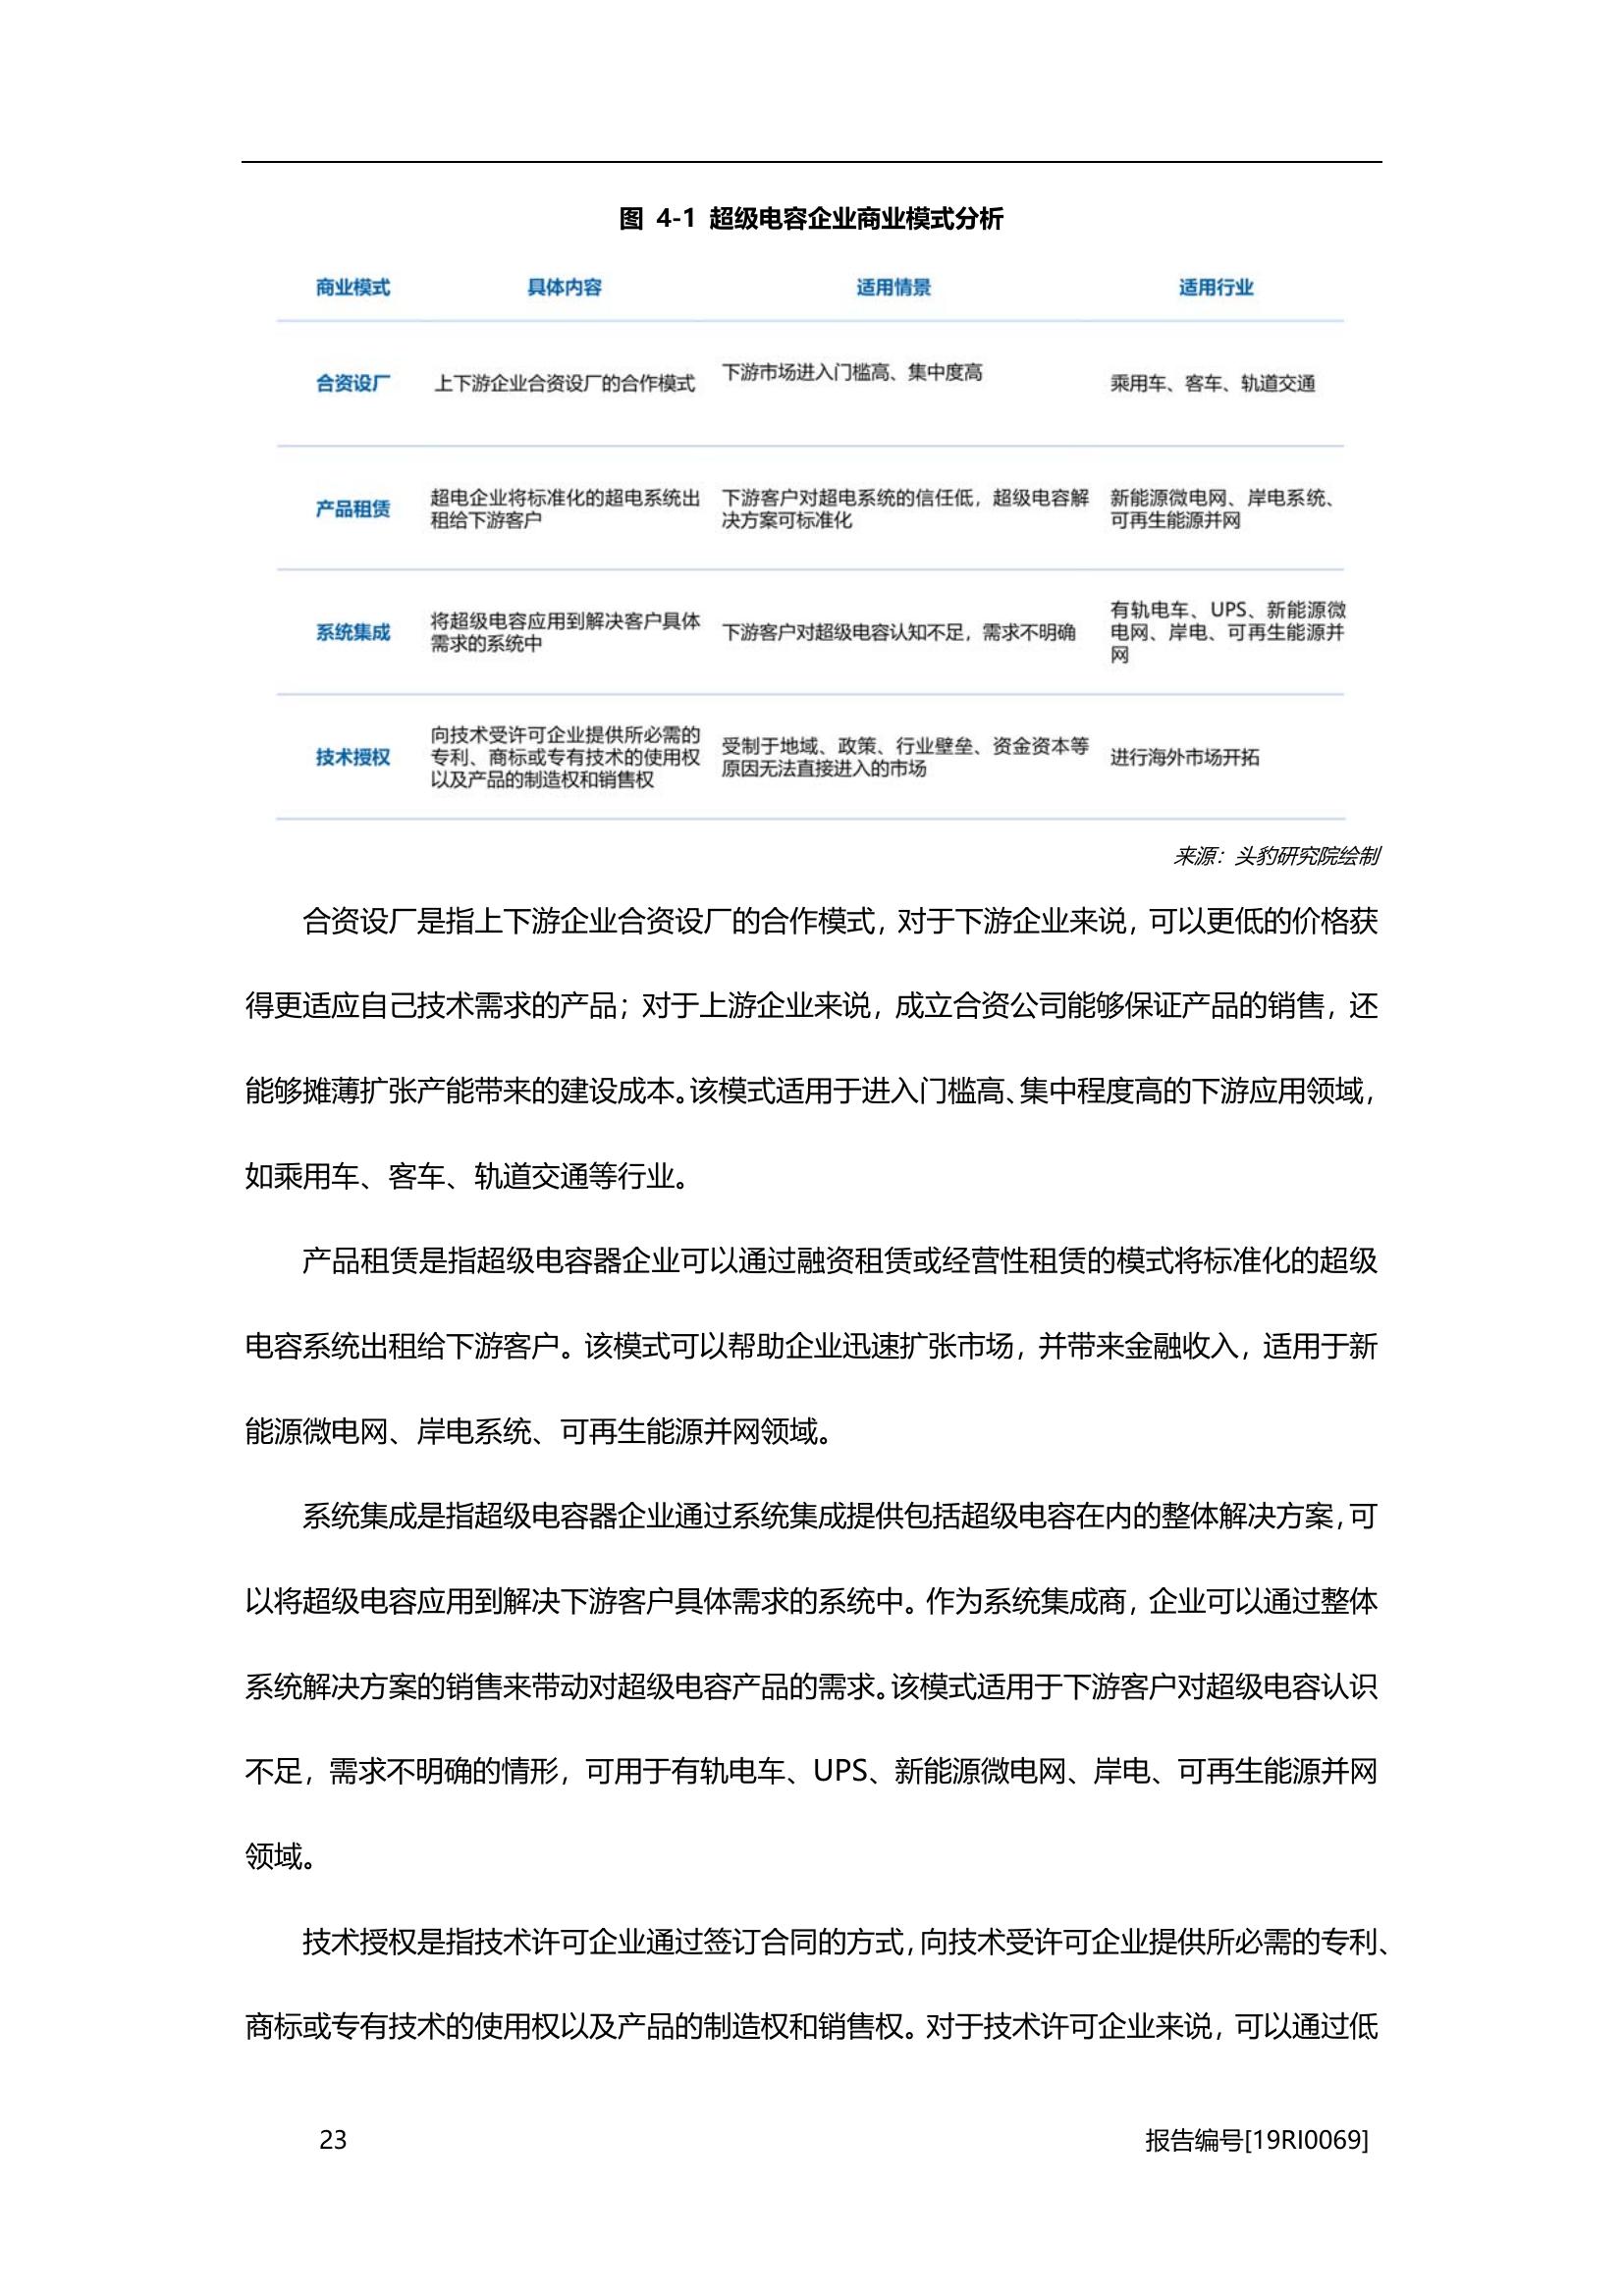 图 4-1 超级电容企业商业模式分析
商业模式 具体内容 适用情景 适用行业
合资设厂 上下游企业合资设厂的合作模式 下游市场进入门槛高、集中度高 乘用车、客车、轨道交通
产品租赁 超电企业将标准化的超电系统出 下游客户对超电系统的信任低，超级电容解 新能源微电网、岸电系统、
租给下游客户 决方案可标准化 可再生能源并网
系统集成 将超级电容应用到解决客户具体 下游客户对超级电容认知不足，需求不明确 有轨电车、UPS、新能源微
需求的系统中 电网、岸电、可再生能源并
网
技术授权 向技术受许可企业提供所必需的 受制于地域、政策、行业壁垒、资金资本等 进行海外市场开拓
专利、商标或专有技术的使用权 原因无法直接进入的市场
以及产品的制造权和销售权
来源：头豹研究院绘制
合资设厂是指上下游企业合资设厂的合作模式，对于下游企业来说，可以更低的价格获
得更适应自己技术需求的产品；对于上游企业来说，成立合资公司能够保证产品的销售，还
能够摊薄扩张产能带来的建设成本。该模式适用于进入门槛高、集中程度高的下游应用领域，
如乘用车、客车、轨道交通等行业。
产品租赁是指超级电容器企业可以通过融资租赁或经营性租赁的模式将标准化的超级
电容系统出租给下游客户。该模式可以帮助企业迅速扩张市场，并带来金融收入，适用于新
能源微电网、岸电系统、可再生能源并网领域。
系统集成是指超级电容器企业通过系统集成提供包括超级电容在内的整体解决方案，可
以将超级电容应用到解决下游客户具体需求的系统中。作为系统集成商，企业可以通过整体
系统解决方案的销售来带动对超级电容产品的需求。该模式适用于下游客户对超级电容认识
不足，需求不明确的情形，可用于有轨电车、UPS、新能源微电网、岸电、可再生能源并网
领域。
技术授权是指技术许可企业通过签订合同的方式，向技术受许可企业提供所必需的专利、
商标或专有技术的使用权以及产品的制造权和销售权。对于技术许可企业来说，可以通过低
23 报告编号[19RI0069]